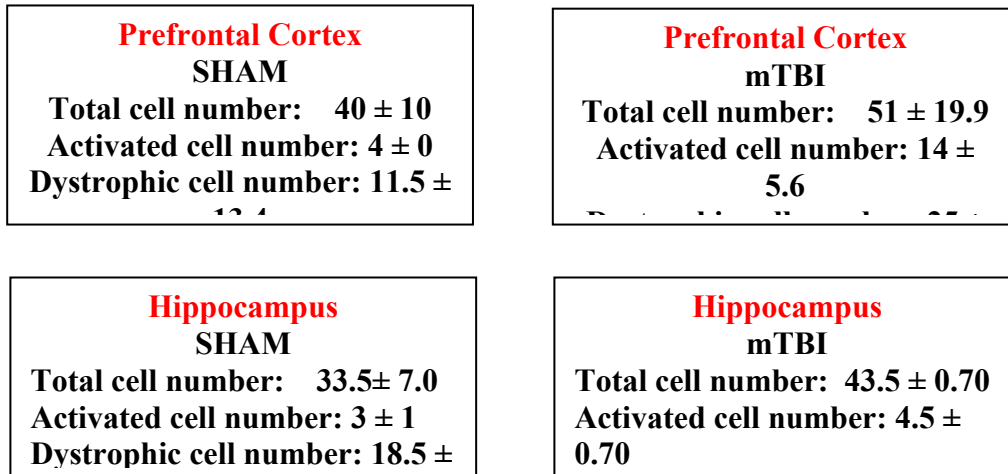 Prefrontal Cortex
SHAM
Total cell number: 40 ± 10
Activated cell number: 4 ± 0
Dystrophic cell number: 11.5 ±
Prefrontal Cortex
mTBI
Total cell number: 51 ± 19.9
Activated cell number: 14 ±
5.6
Hippocampus
SHAM
Total cell number: 33.5± 7.0
Activated cell number: 3 ± 1
Dystrophic cell number: 18.5 ±
Hippocampus
mTBI
Total cell number: 43.5 ± 0.70
Activated cell number: 4.5 ±
0.70